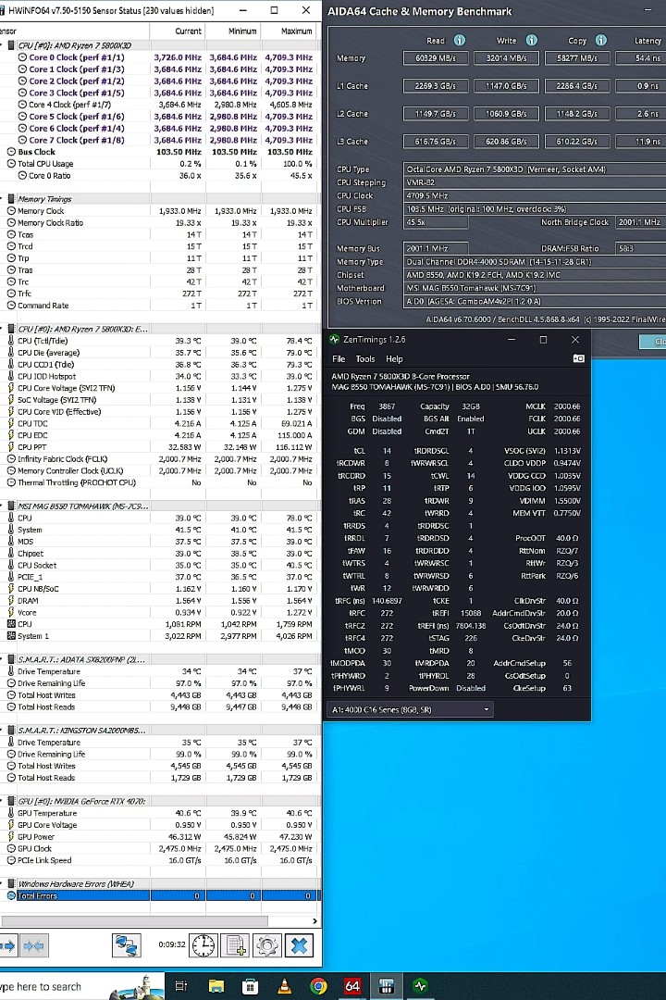 HWiNFO64 v7.50-5150 Sensor Status [230 values hidden]
ensor Current Minimum Maximum
CPU [#0]: AMD Ryzen 7 5800X3D
Core 0 Clock (perf #1/1) 3,726.0 MHz 3,684.6 MHz 4,709.3 MHz
Core 1 Clock (perf #1/3) 3,684.6 MHz 3,684.6 MHz 4,709.3 MHz
Core 2 Clock (perf #1/2) 3,684.6 MHz 3,684.6 MHz 4,709.3 MHz
Core 3 Clock (perf #1/5) 3,684.6 MHz 3,684.6 MHz 4,709.3 MHz
Core 4 Clock (perf #1/7) 3,684.6 MHz 2,980.8 MHz 4,605.8 MHz
Core 5 Clock (perf #1/6) 3,684.6 MHz 2,980.8 MHz 4,709.3 MHz
Core 6 Clock (perf #1/4) 3,684.6 MHz 2,980.8 MHz 4,709.3 MHz
Core 7 Clock (perf #1/8) 3,684.6 MHz 2,980.8 MHz 4,709.3 MHz
Bus Clock 103.50 MHz 103.50 MHz 103.50 MHz
Total CPU Usage 0.2 % 0.1 % 100.0 %
Core 0 Ratio 36.0 x 35.6 x 45.5 x
Memory Timings
Memory Clock 1,933.0 MHz 1,933.0 MHz 1,933.0 MHz
Memory Clock Ratio 19.33 x 19.33 x 19.33 x
Tcas 14 T 14 T 14 T
Trcd 15 T 15 T 15 T
Trp 11 T 11 T 11 T
Tras 28 T 28 T 28 T
Trc 42 T 42 T 42 T
Trfc 272 T 272 T 272 T
Command Rate 1 T 1 T 1 T
CPU [#0]: AMD Ryzen 7 5800X3D: E...
CPU (Tctl/Tdie) 39.3 °C 39.0 °C 78.4 °C
CPU Die (average) 35.7 °C 35.6 °C 79.0 °C
CPU CCD1 (Tdie) 36.8 °C 36.3 °C 79.3 °C
CPU IOD Hotspot 34.0 °C 33.3 °C 39.0 °C
CPU Core Voltage (SVI2 TFN) 1.156 V 1.144 V 1.275 V
SoC Voltage (SVI2 TFN) 1.138 V 1.131 V 1.138 V
CPU Core VID (Effective) 1.156 V 1.156 V 1.275 V
CPU TDC 4.216 A 4.125 A 69.021 A
CPU EDC 4.216 A 4.125 A 115.000 A
CPU PPT 32.583 W 32.148 W 116.112 W
Infinity Fabric Clock (FCLK) 2,000.7 MHz 2,000.7 MHz 2,000.7 MHz
Memory Controller Clock (UCLK) 2,000.7 MHz 2,000.7 MHz 2,000.7 MHz
Thermal Throttling (PROCHOT CPU) No No No
MSI MAG B550 TOMAHAWK (MS-7C9...
CPU 39.0 °C 39.0 °C 78.0 °C
System 41.5 °C 41.0 °C 41.5 °C
MOS 37.5 °C 37.5 °C 39.0 °C
Chipset 39.0 °C 38.5 °C 39.0 °C
CPU Socket 35.0 °C 35.0 °C 40.5 °C
PCIE_1 37.0 °C 36.5 °C 37.0 °C
CPU NB/SoC 1.162 V 1.160 V 1.170 V
DRAM 1.564 V 1.556 V 1.564 V
Vcore 0.934 V 0.922 V 1.272 V
CPU 1,081 RPM 1,042 RPM 1,759 RPM
System 1 3,022 RPM 2,977 RPM 4,026 RPM
S.M.A.R.T.: ADATA SX8200PNP (2L...
Drive Temperature 34 °C 34 °C 37 °C
Drive Remaining Life 97.0 % 97.0 % 97.0 %
Total Host Writes 4,443 GB 4,443 GB 4,443 GB
Total Host Reads 9,448 GB 9,447 GB 9,448 GB
S.M.A.R.T.: KINGSTON SA2000M85...
Drive Temperature 35 °C 35 °C 37 °C
Drive Remaining Life 99.0 % 99.0 % 99.0 %
Total Host Writes 4,545 GB 4,545 GB 4,545 GB
Total Host Reads 1,729 GB 1,729 GB 1,729 GB
GPU [#0]: NVIDIA GeForce RTX 4070:
GPU Temperature 40.6 °C 39.9 °C 40.6 °C
GPU Core Voltage 0.950 V 0.950 V 0.950 V
GPU Power 46.312 W 45.824 W 47.230 W
GPU Clock 2,475.0 MHz 2,475.0 MHz 2,475.0 MHz
PCIe Link Speed 16.0 GT/s 16.0 GT/s 16.0 GT/s
Windows Hardware Errors (WHEA)
Total Errors 0 0 0
0:09:32
AIDA64 Cache & Memory Benchmark
Read Write Copy Latency
Memory 60329 MB/s 32014 MB/s 58277 MB/s 54.4 ns
L1 Cache 2269.3 GB/s 1147.0 GB/s 2286.4 GB/s 0.9 ns
L2 Cache 1149.7 GB/s 1060.9 GB/s 1148.2 GB/s 2.6 ns
L3 Cache 616.76 GB/s 620.86 GB/s 610.22 GB/s 11.9 ns
CPU Type OctalCore AMD Ryzen 7 5800X3D (Vermeer, Socket AM4)
CPU Stepping VMR-B2
CPU Clock 4709.5 MHz
CPU FSB 103.5 MHz (original: 100 MHz, overclock: 3%)
CPU Multiplier 45.5x North Bridge Clock 2001.1 MHz
Memory Bus 2001.1 MHz DRAM:FSB Ratio 58:3
Memory Type Dual Channel DDR4-4000 SDRAM (14-15-11-28 CR1)
Chipset AMD B550, AMD K19.2 FCH, AMD K19.2 IMC
Motherboard MSI MAG B550 Tomahawk (MS-7C91)
BIOS Version A.D0 (AGESA: ComboAM4v2PI 1.2.0.A)
AIDA64 v6.70.6000 / BenchDLL 4.5.868.8-x64 (c) 1995-2022 FinalWire
Clo
ZenTimings 1.2.6
File Tools Help
AMD Ryzen 7 5800X3D 8-Core Processor
MAG B550 TOMAHAWK (MS-7C91) | BIOS A.D0 | SMU 56.76.0
Freq 3867 Capacity 32GB MCLK 2000.66
BGS Disabled BGS Alt Enabled FCLK 2000.66
GDM Disabled Cmd2T 1T UCLK 2000.66
tCL 14 tRDRDSCL 4 VSOC (SVI2) 1.1313V
tRCDWR 8 tWRWRSCL 4 CLDO VDDP 0.9474V
tRCDRD 15 tCWL 14 VDDG CCD 1.0035V
tRP 11 tRTP 6 VDDG IOD 1.0595V
tRAS 28 tRDWR 9 VDIMM 1.5500V
tRC 42 tWRRD 4 MEM VTT 0.7750V
tRRDS 4 tRDRDSC 1
tRRDL 7 tRDRDSD 4 ProcODT 40.0 Ω
tFAW 16 tRDRDDD 4 RttNom RZQ/7
tWTRS 4 tWRWRSC 1 RttWr RZQ/3
tWTRL 8 tWRWRSD 6 RttPark RZQ/6
tWR 12 tWRWRDD 6
tRFC (ns) 140.6897 tCKE 1 ClkDrvStr 40.0 Ω
tRFC 272 tREFI 15088 AddrCmdDrvStr 20.0 Ω
tRFC2 272 tREFI (ns) 7804.138 CsOdtDrvStr 24.0 Ω
tRFC4 272 tSTAG 226 CkeDrvStr 24.0 Ω
tMOD 30 tMRD 8
tMODPDA 30 tMRDPDA 20 AddrCmdSetup 56
tPHYWRD 2 tPHYRDL 28 CsOdtSetup 0
tPHYWRL 9 PowerDown Disabled CkeSetup 63
A1: 4000 C16 Series (8GB, SR)
ype here to search
64